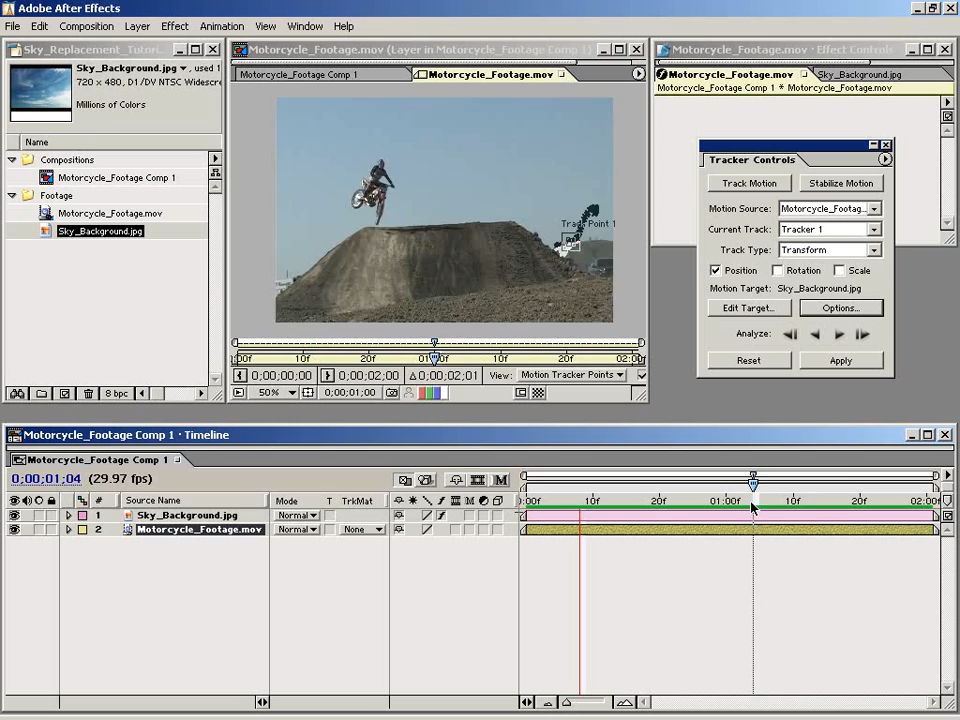 Adobe After Effects
File Edit Composition Layer Effect Animation View Window Help
Sky_Replacement_Tutori
Sky_Background.jpg ▾, used 1
720 x 480, D1/DV NTSC Widescre
Millions of Colors
Name
Compositions
Motorcycle_Footage Comp 1
Footage
Motorcycle_Footage.mov
Sky_Background.jpg
8 bpc
Motorcycle_Footage.mov (Layer in Motorcycle_Footage Comp 1)
Motorcycle_Footage Comp 1 Motorcycle_Footage.mov
Track Point 1
:00f 10f 20f 01:00f 10f 20f 02:0
0;00;00;00 0;00;02;00 Δ0;00;02;01 View: Motion Tracker Points
50% 0;00;01;00
Motorcycle_Footage.mov · Effect Controls
Motorcycle_Footage.mov Sky_Background.jpg
Motorcycle_Footage Comp 1 * Motorcycle_Footage.mov
Tracker Controls
Track Motion Stabilize Motion
Motion Source: Motorcycle_Footag...
Current Track: Tracker 1
Track Type: Transform
Position Rotation Scale
Motion Target: Sky_Background.jpg
Edit Target... Options...
Analyze:
Reset Apply
Motorcycle_Footage Comp 1 · Timeline
Motorcycle_Footage Comp 1
0;00;01;04 (29.97 fps)
# Source Name Mode T TrkMat
):00f 10f 20f 01:00f 10f 20f 02:00
1 Sky_Background.jpg Normal
2 Motorcycle_Footage.mov Normal None